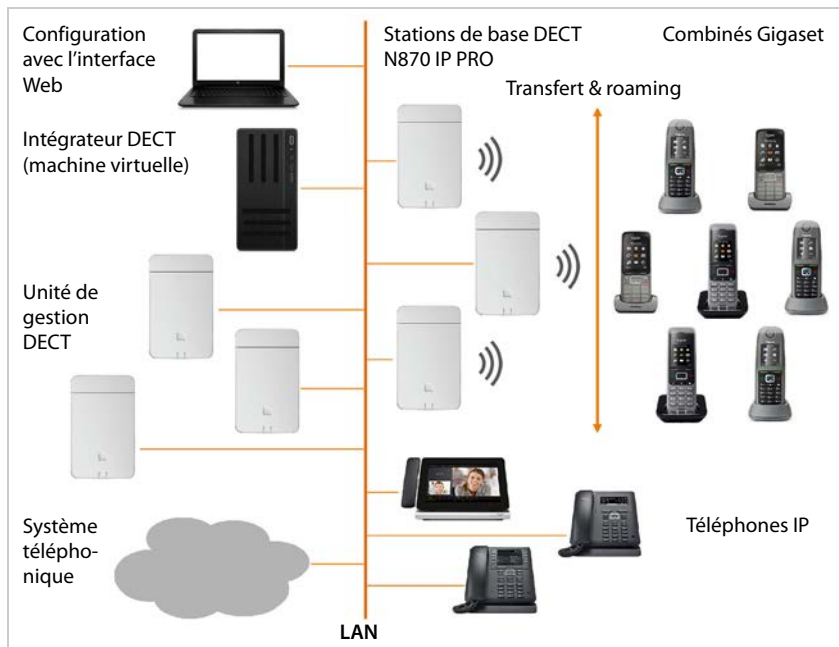 Configuration
avec l'interface
Web
Stations de base DECT
N870 IP PRO
Combinés Gigaset
Transfert & roaming
Intégrateur DECT
(machine virtuelle)
Unité de
gestion
DECT
Système
télépho-
nique
Téléphones IP
LAN